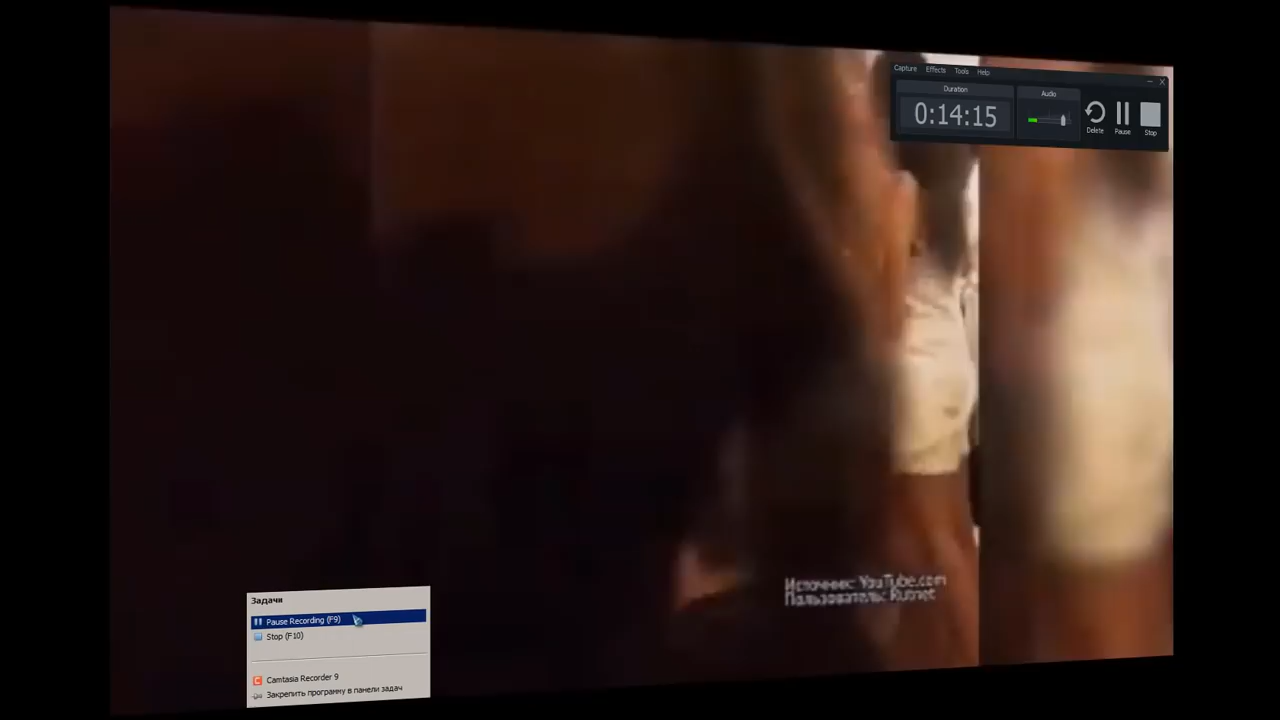 Capture Effects Tools Help
Duration
Audio
0:14:15
Delete Pause Stop
Источник: YouTube.com
Пользователь: Rutnet
Задачи
Pause Recording (F9)
Stop (F10)
Camtasia Recorder 9
Закрепить программу в панели задач